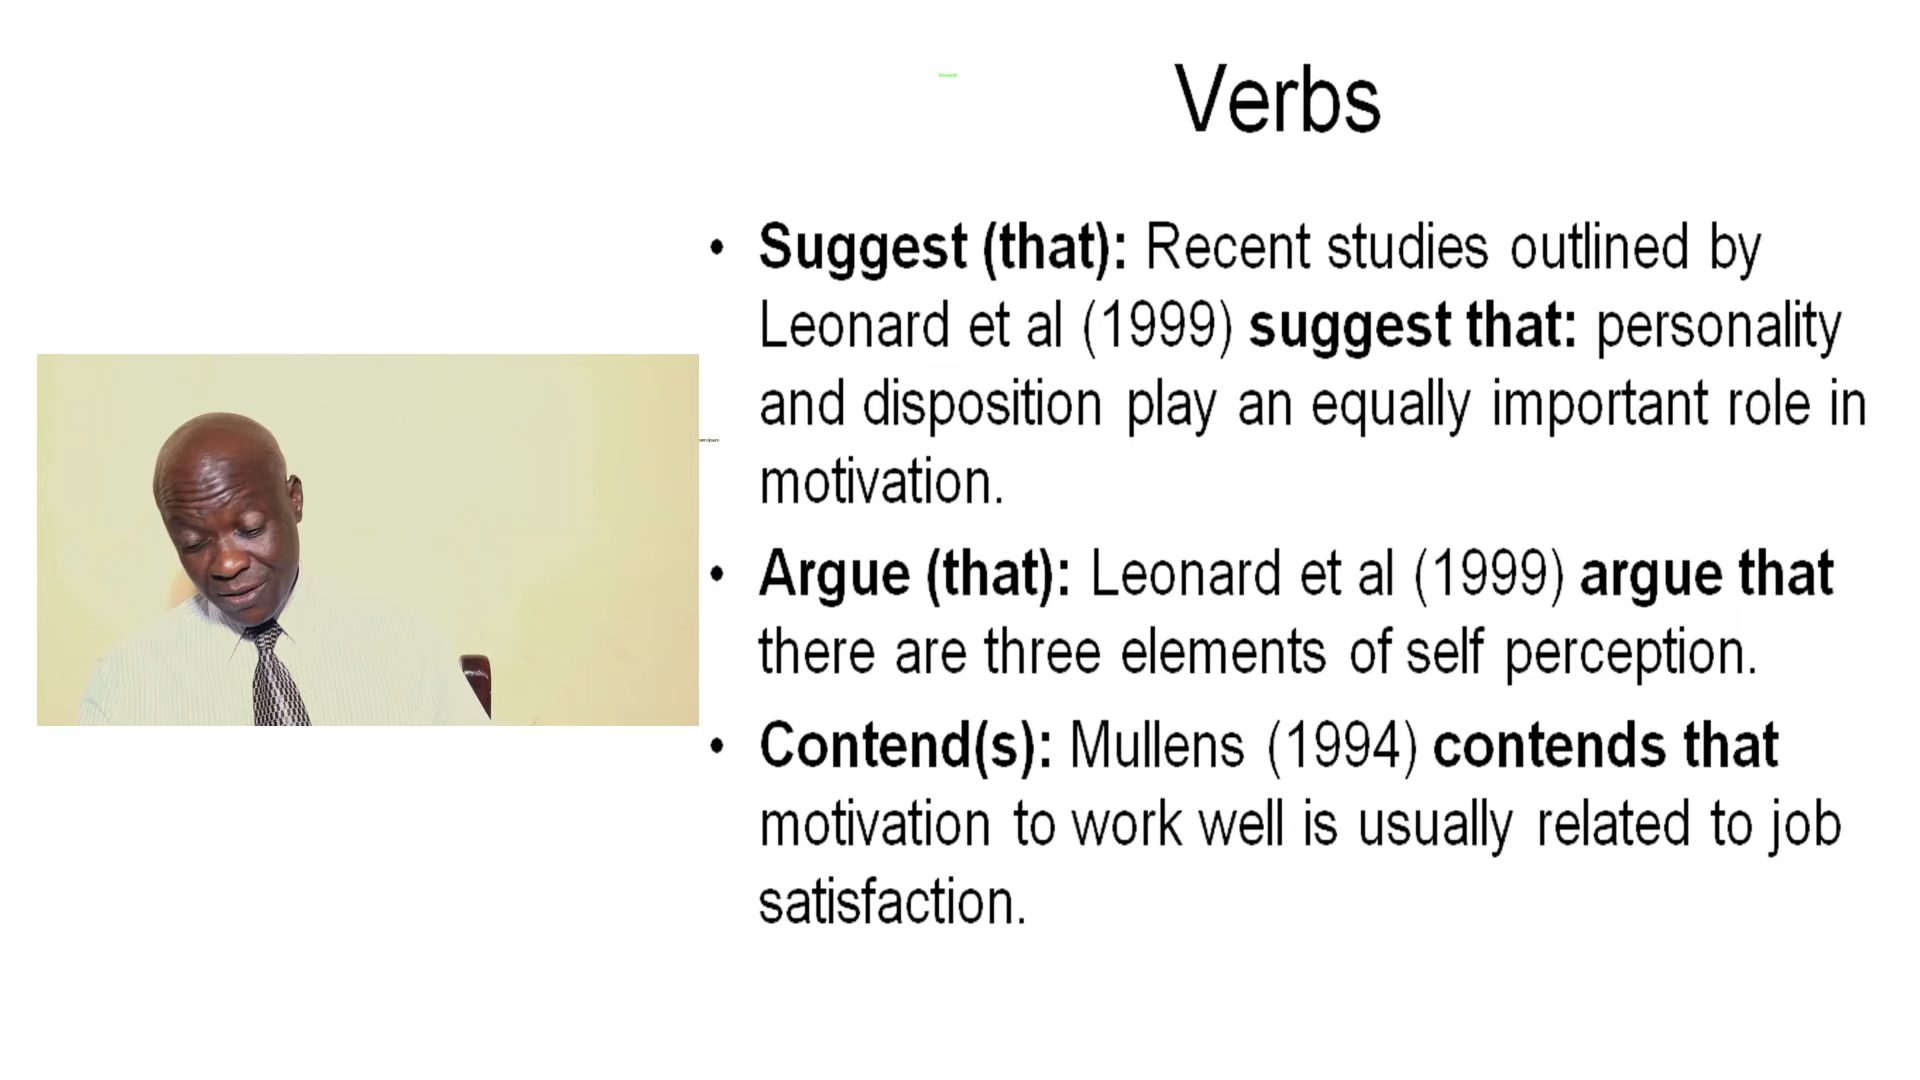 Verbs
• Suggest (that): Recent studies outlined by
Leonard et al (1999) suggest that: personality
and disposition play an equally important role in
motivation.
• Argue (that): Leonard et al (1999) argue that
there are three elements of self perception.
• Contend(s): Mullens (1994) contends that
motivation to work well is usually related to job
satisfaction.